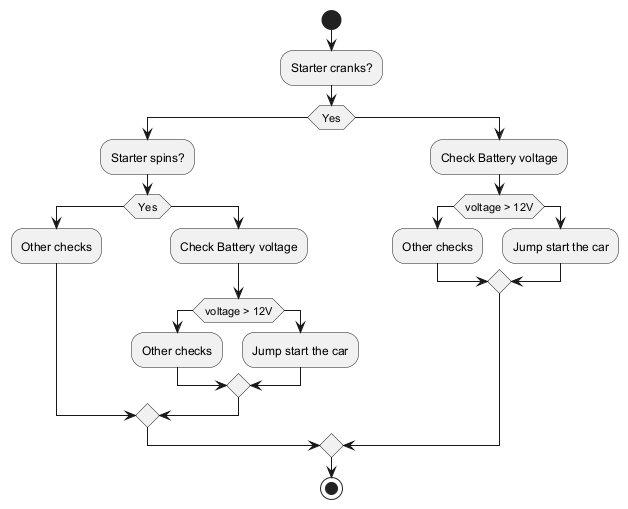 Starter cranks?
Yes
Starter spins?
Check Battery voltage
Yes
voltage > 12V
Other checks
Check Battery voltage
Other checks
Jump start the car
voltage > 12V
Other checks
Jump start the car